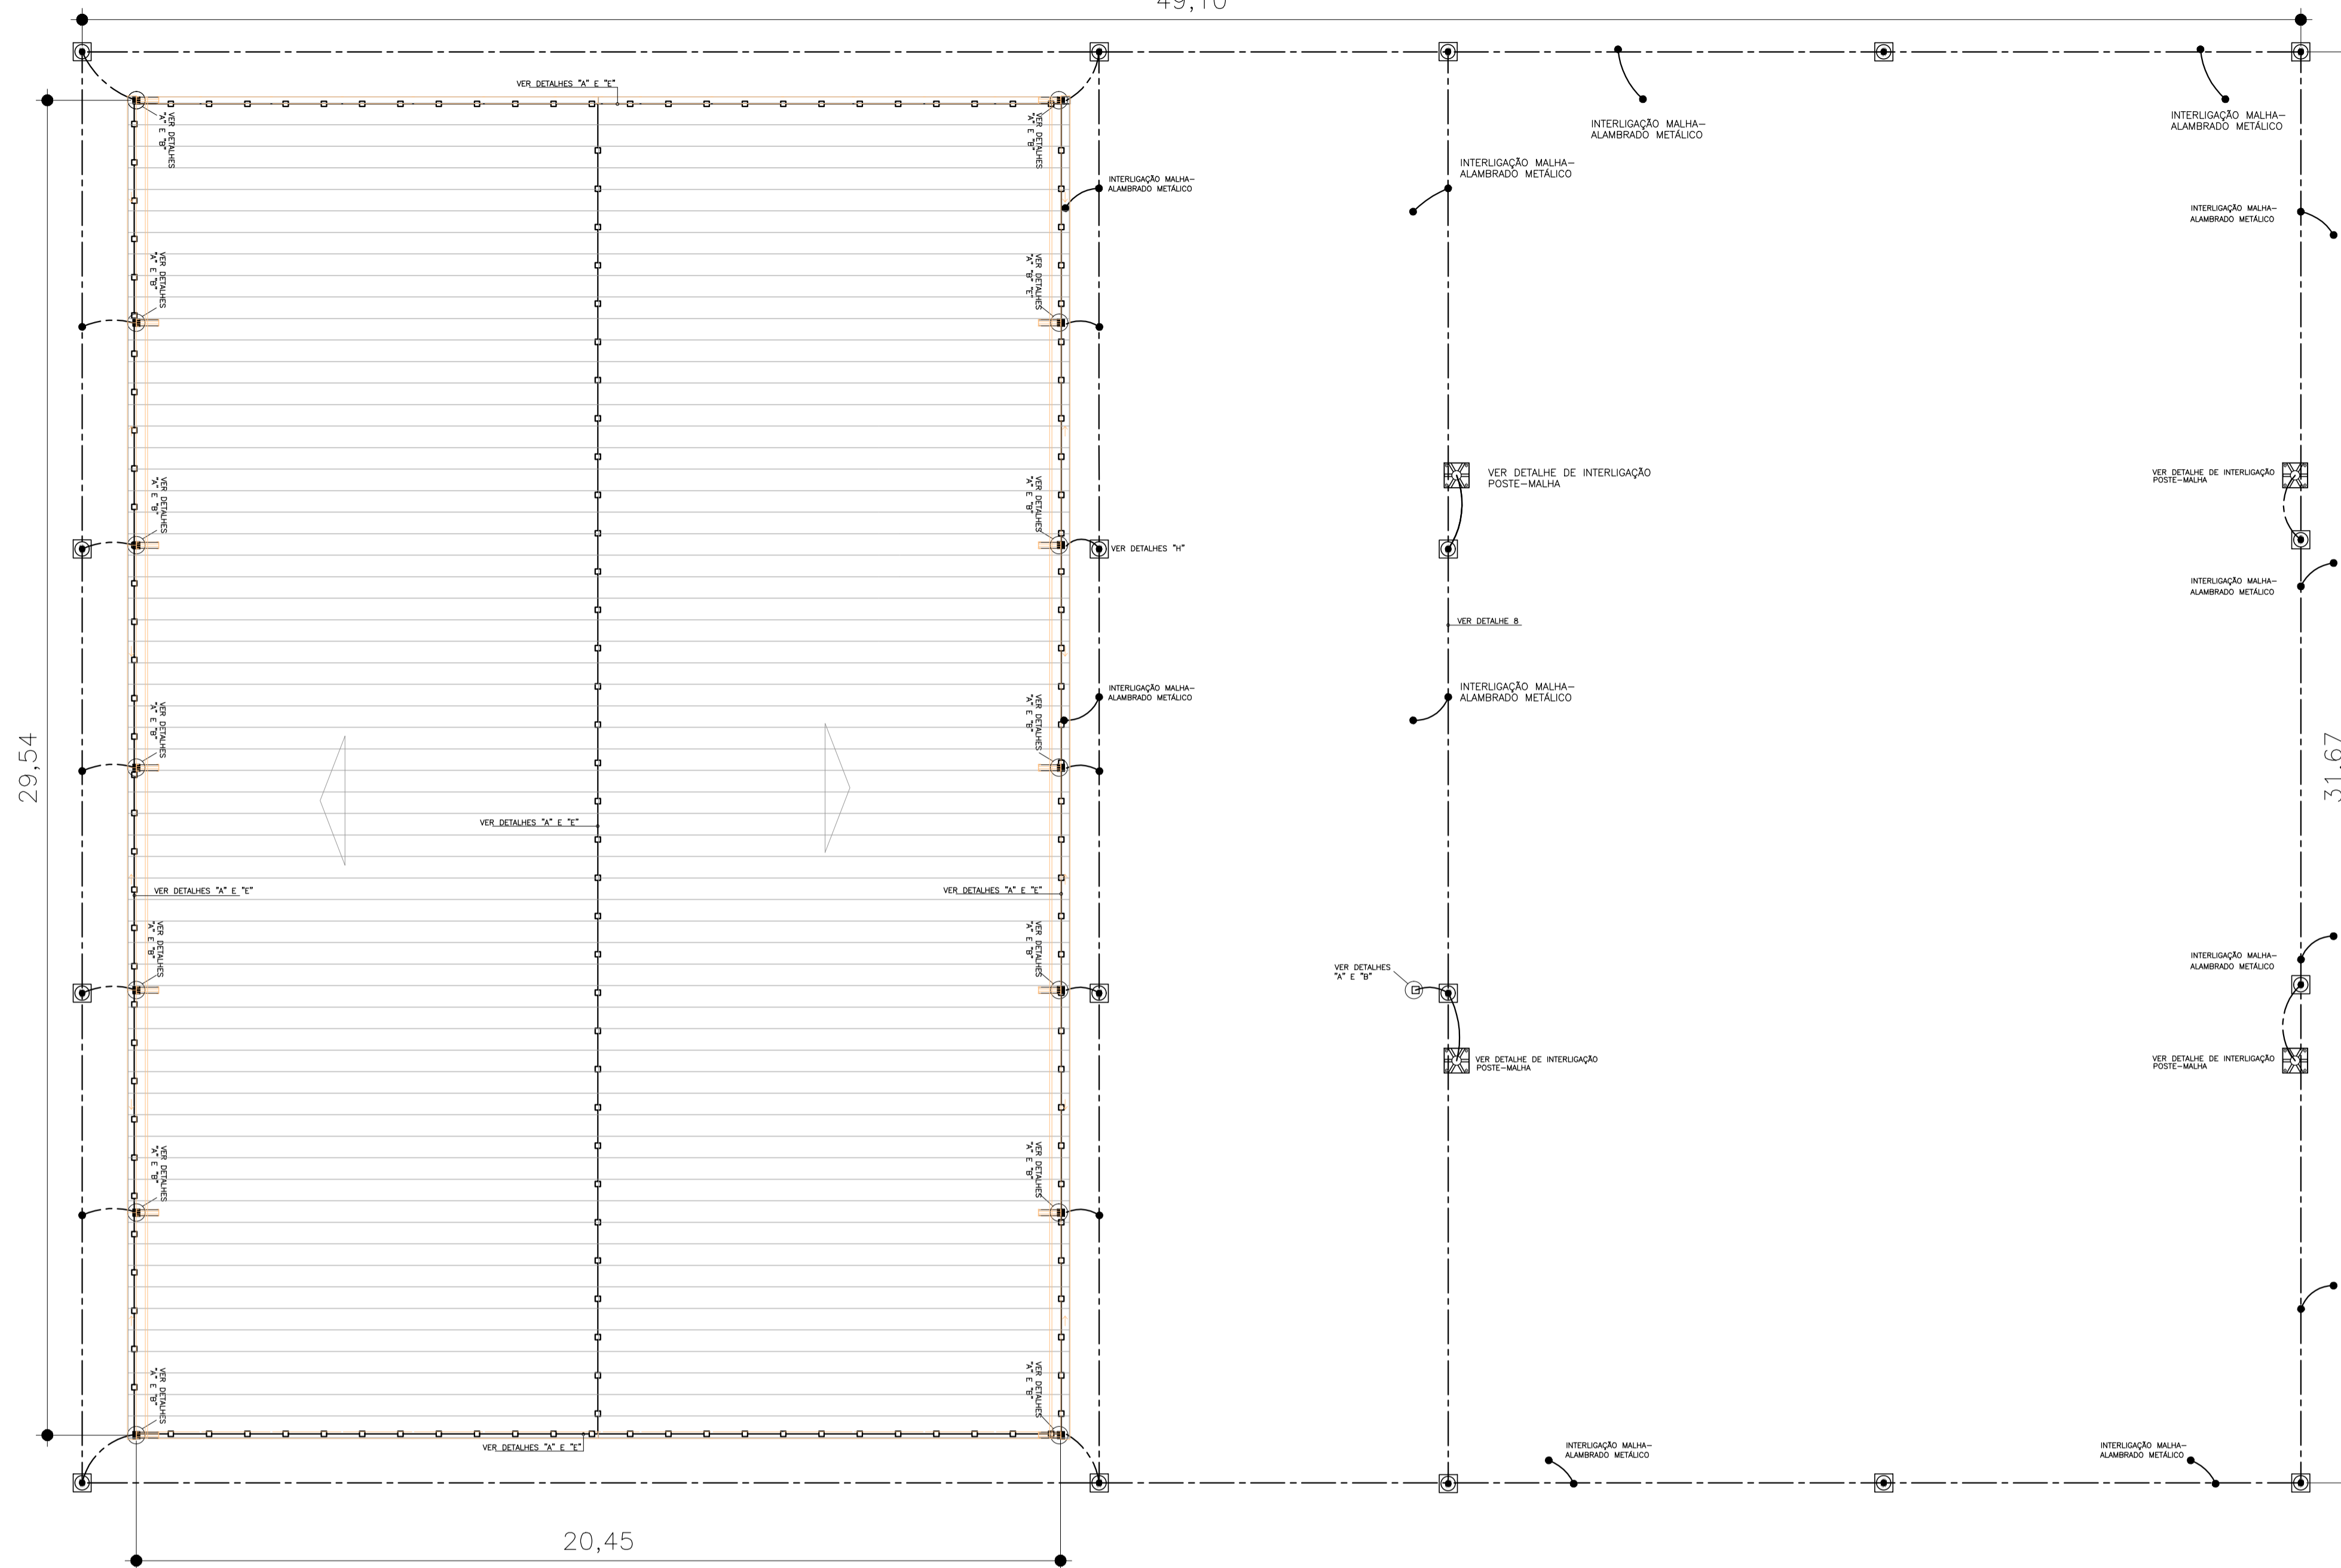 49,10
VER DETALHES "A" E "E"
VER DETALHES
"A" E "B"
VER DETALHES
"A" E "B"
INTERLIGAÇÃO MALHA-
ALAMBRADO METÁLICO
INTERLIGAÇÃO MALHA-
ALAMBRADO METÁLICO
INTERLIGAÇÃO MALHA-
ALAMBRADO METÁLICO
INTERLIGAÇÃO MALHA-
ALAMBRADO METÁLICO
INTERLIGAÇÃO MALHA-
ALAMBRADO METÁLICO
VER DETALHES
"A" E "B"
VER DETALHES
"A" "B" "E"
VER DETALHES
"A" E "B"
VER DETALHES
"A" E "B"
VER DETALHE DE INTERLIGAÇÃO
POSTE-MALHA
VER DETALHE DE INTERLIGAÇÃO
POSTE-MALHA
VER DETALHES "H"
INTERLIGAÇÃO MALHA-
ALAMBRADO METÁLICO
VER DETALHE 8
VER DETALHES
"A" E "B"
VER DETALHES
"A" E "B"
INTERLIGAÇÃO MALHA-
ALAMBRADO METÁLICO
INTERLIGAÇÃO MALHA-
ALAMBRADO METÁLICO
29,54
31,67
VER DETALHES "A" E "E"
VER DETALHES "A" E "E"
VER DETALHES "A" E "E"
VER DETALHES
"A" E "B"
VER DETALHES
"A" E "B"
VER DETALHES
"A" E "B"
INTERLIGAÇÃO MALHA-
ALAMBRADO METÁLICO
VER DETALHE DE INTERLIGAÇÃO
POSTE-MALHA
VER DETALHE DE INTERLIGAÇÃO
POSTE-MALHA
VER DETALHES
"A" E "B"
VER DETALHES
"A" E "B"
VER DETALHES
"A" E "B"
VER DETALHES
"A" E "B"
VER DETALHES "A" E "E"
INTERLIGAÇÃO MALHA-
ALAMBRADO METÁLICO
INTERLIGAÇÃO MALHA-
ALAMBRADO METÁLICO
20,45